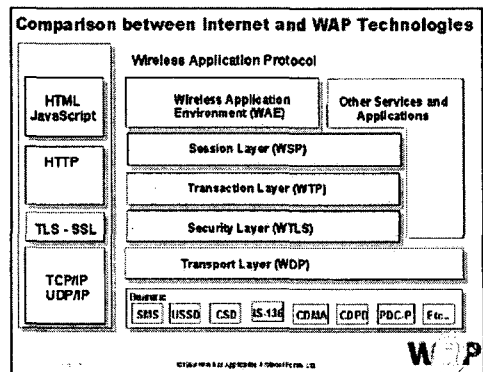 Comparison between Internet and WAP Technologies
Wireless Application Protocol
HTML
JavaScript
HTTP
TLS - SSL
TCP/IP
UDP/IP
Wireless Application
Environment (WAE)
Other Services and
Applications
Session Layer (WSP)
Transaction Layer (WTP)
Security Layer (WTLS)
Transport Layer (WDP)
Bearers:
SMS USSD CSD IS-136 CDMA CDPD PDC-P Etc..
WAP